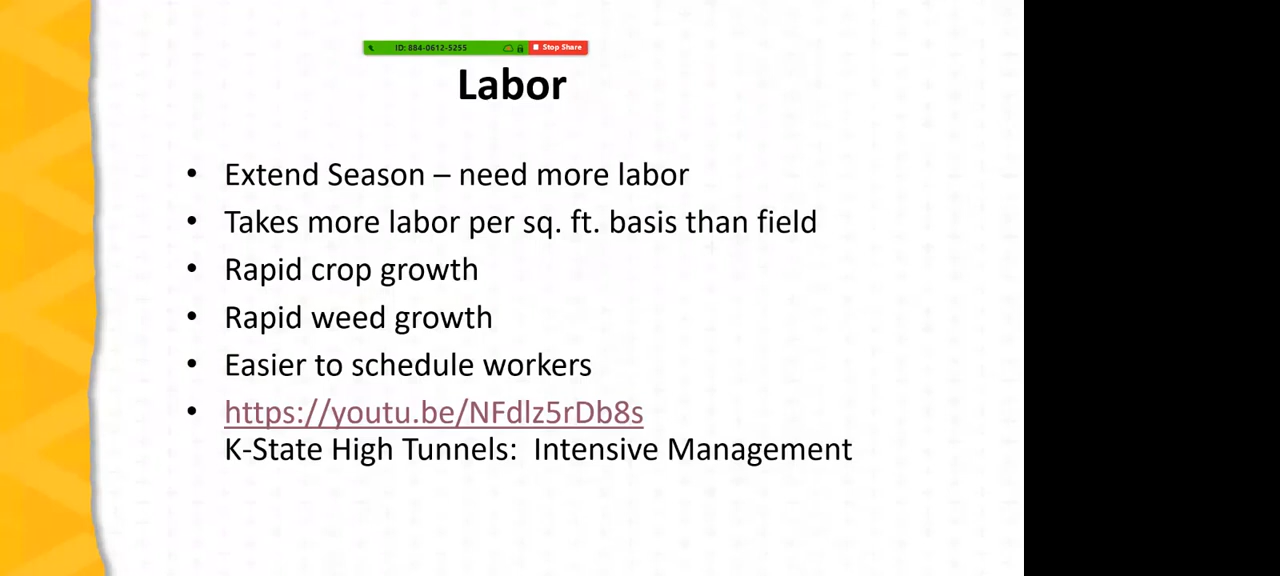 ID: 884-0612-5255 Stop Share
Labor
• Extend Season – need more labor
• Takes more labor per sq. ft. basis than field
• Rapid crop growth
• Rapid weed growth
• Easier to schedule workers
• https://youtu.be/NFdlz5rDb8s
K-State High Tunnels:  Intensive Management